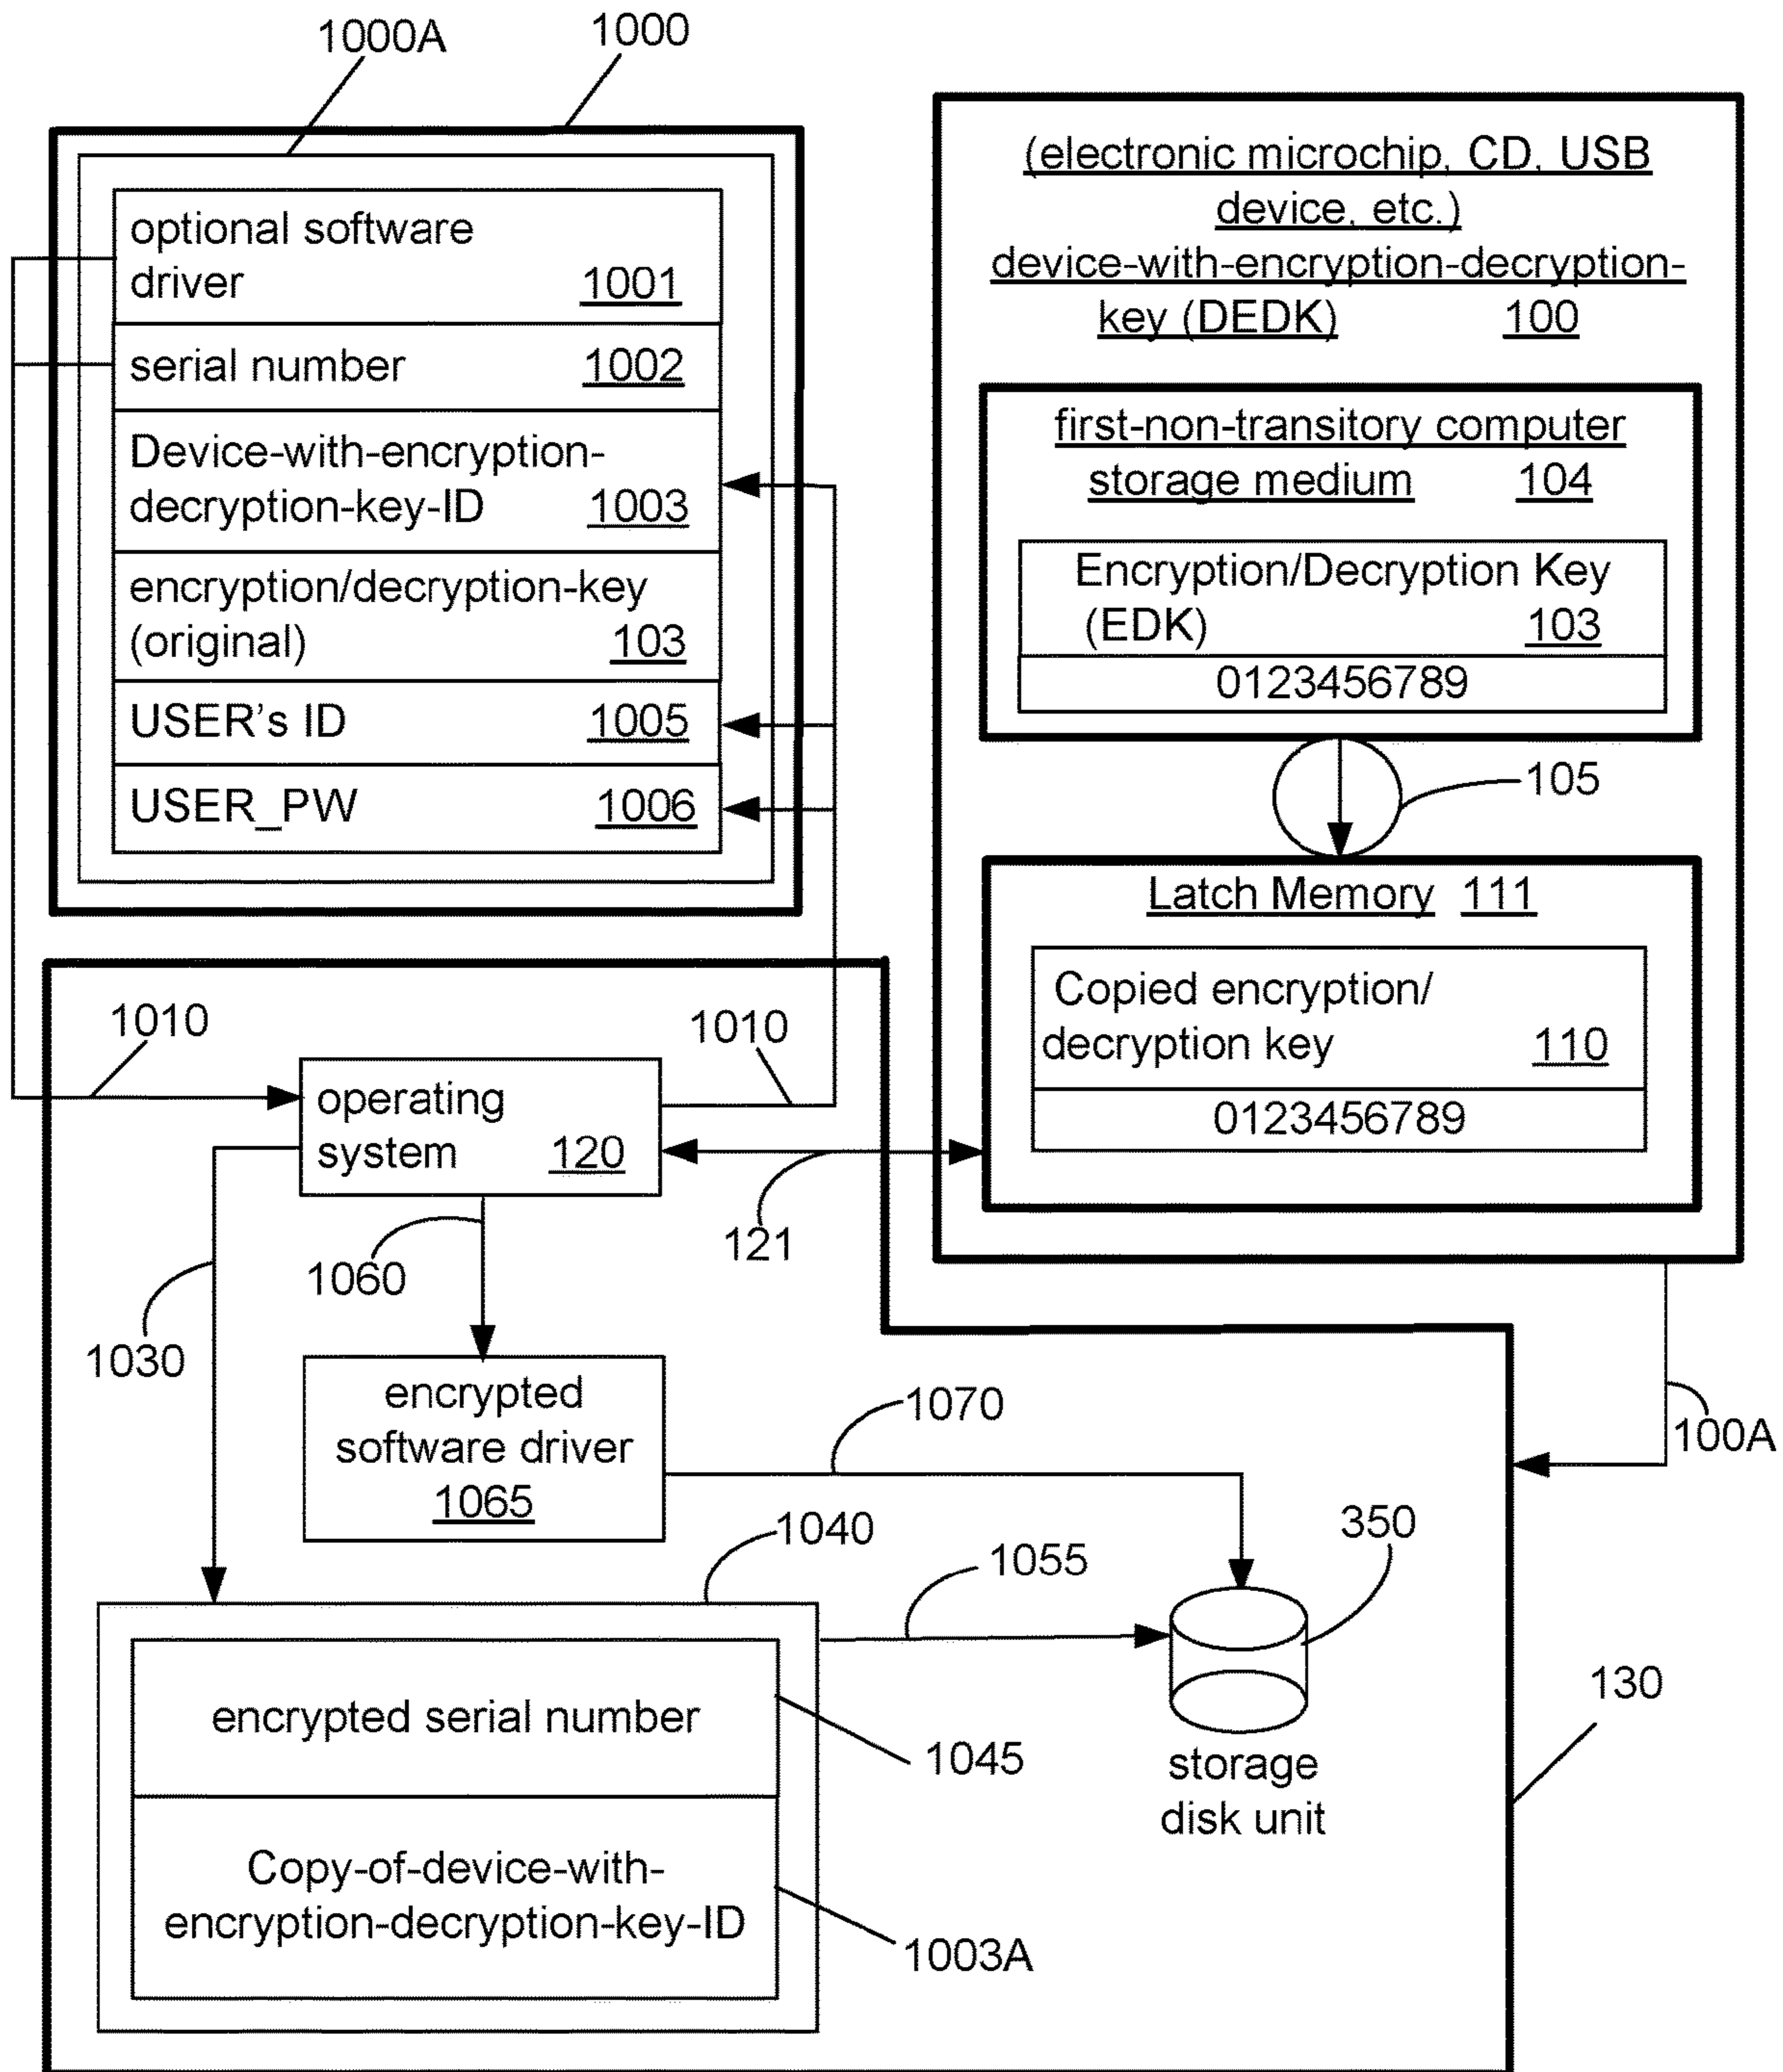 1000A
1000
optional software
driver 1001
serial number 1002
Device-with-encryption-
decryption-key-ID 1003
encryption/decryption-key
(original) 103
USER's ID 1005
USER_PW 1006
(electronic microchip, CD, USB
device, etc.)
device-with-encryption-decryption-
key (DEDK) 100
first-non-transitory computer
storage medium 104
Encryption/Decryption Key
(EDK) 103
0123456789
105
Latch Memory 111
Copied encryption/
decryption key 110
0123456789
1010
1010
operating
system 120
121
1060
1030
100A
encrypted
software driver
1065
1070
1040
1055
350
encrypted serial number
1045
storage
disk unit
130
Copy-of-device-with-
encryption-decryption-key-ID
1003A